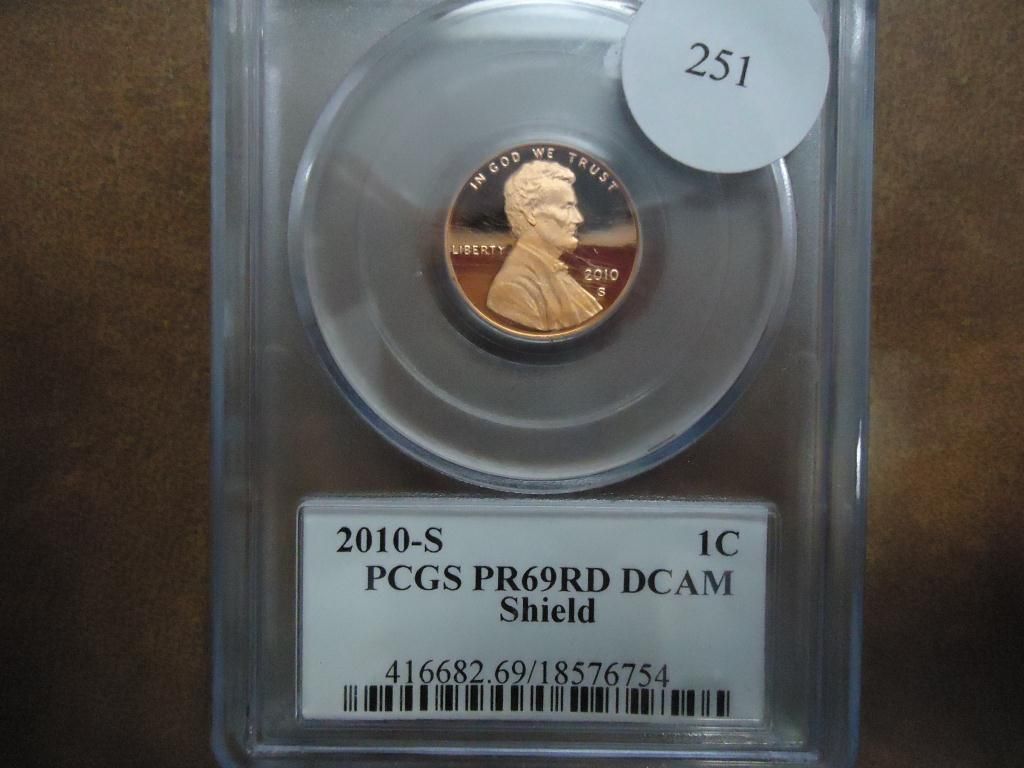 251
IN GOD WE TRUST
LIBERTY
2010
S
2010-S 1C
PCGS PR69RD DCAM
Shield
416682.69/18576754